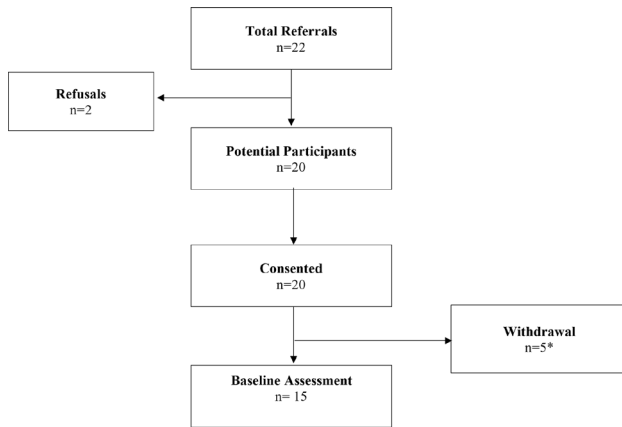 Total Referrals
n=22
Refusals
n=2
Potential Participants
n=20
Consented
n=20
Withdrawal
n=5*
Baseline Assessment
n= 15